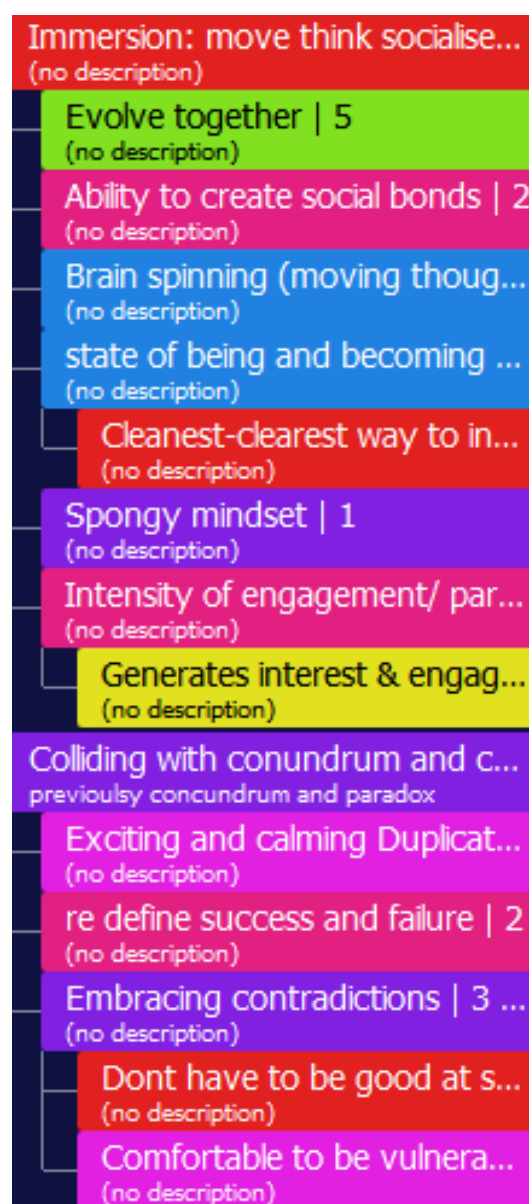 Immersion: move think socialise...
(no description)
Evolve together | 5
(no description)
Ability to create social bonds | 2
(no description)
Brain spinning (moving thoug...
(no description)
state of being and becoming ...
(no description)
Cleanest-clearest way to in...
(no description)
Spongy mindset | 1
(no description)
Intensity of engagement/ par...
(no description)
Generates interest & engag...
(no description)
Colliding with conundrum and c...
previoulsy concundrum and paradox
Exciting and calming Duplicat...
(no description)
re define success and failure | 2
(no description)
Embracing contradictions | 3 ...
(no description)
Dont have to be good at s...
(no description)
Comfortable to be vulnera...
(no description)